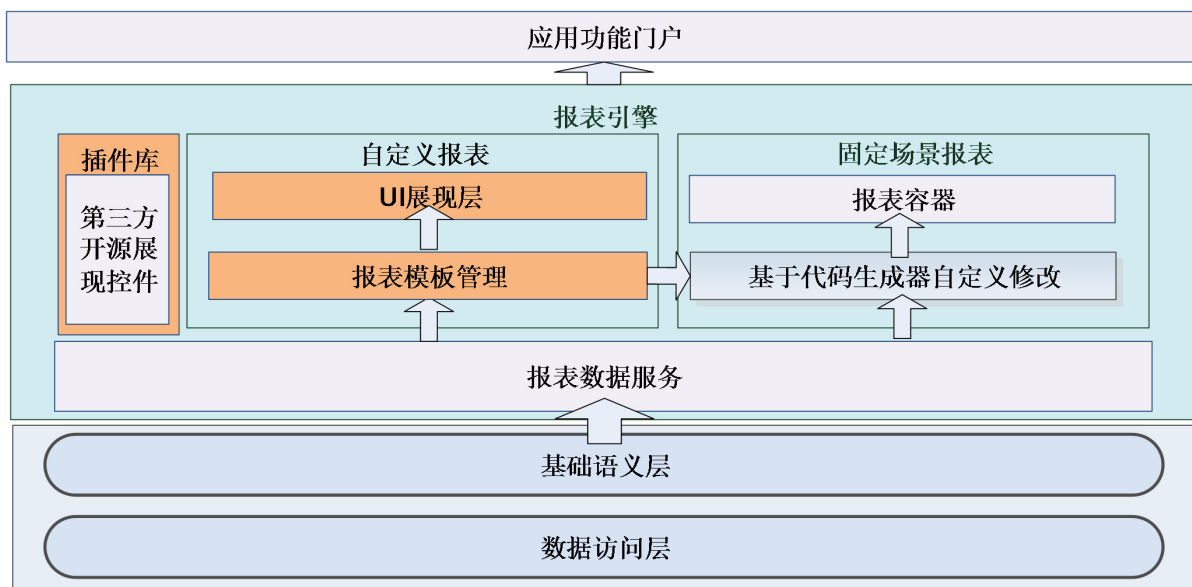 应用功能门户
报表引擎
插件库
第三方
开源展
现控件
自定义报表
UI展现层
报表模板管理
固定场景报表
报表容器
基于代码生成器自定义修改
报表数据服务
基础语义层
数据访问层